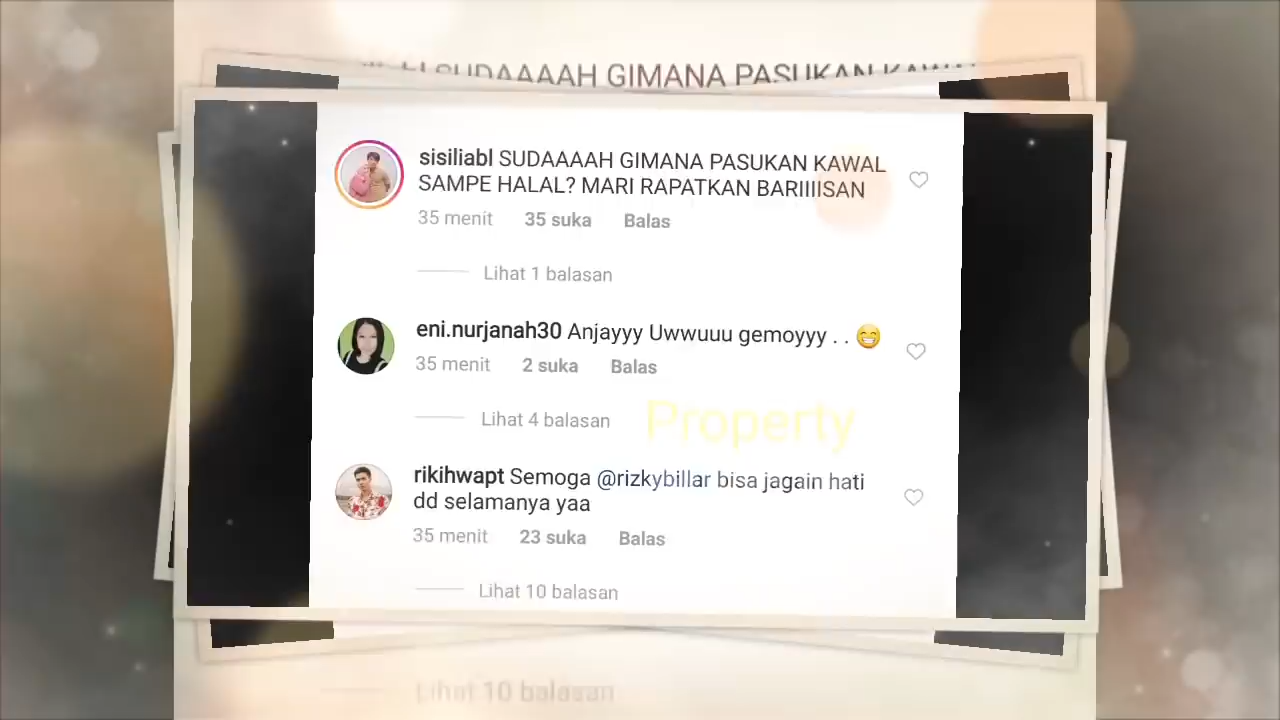 SUDAAAAH GIMANA PASUKAN KAWAL
sisiliabl SUDAAAAH GIMANA PASUKAN KAWAL
SAMPE HALAL? MARI RAPATKAN BARIIIISAN
35 menit 35 suka Balas
Lihat 1 balasan
eni.nurjanah30 Anjayyy Uwwuuu gemoyyy . . 😁
35 menit 2 suka Balas
Lihat 4 balasan
Property
rikihwapt Semoga @rizkybillar bisa jagain hati
dd selamanya yaa
35 menit 23 suka Balas
Lihat 10 balasan
Lihat 10 balasan